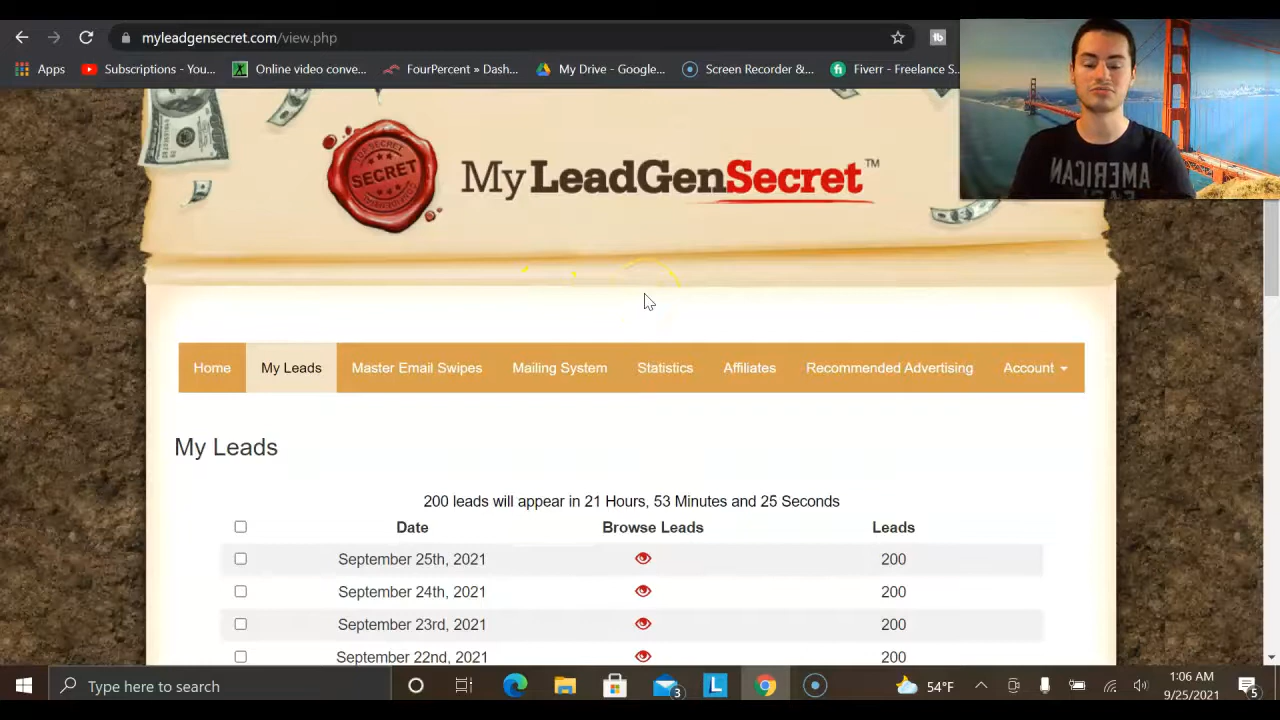 myleadgensecret.com/view.php
Apps Subscriptions - You... Online video conve... FourPercent » Dash... My Drive - Google... Screen Recorder &... Fiverr - Freelance S...
TOP SECRET
SECRET
MyLeadGenSecret™
AMERICAN
Home My Leads Master Email Swipes Mailing System Statistics Affiliates Recommended Advertising Account
My Leads
200 leads will appear in 21 Hours, 53 Minutes and 25 Seconds
Date Browse Leads Leads
September 25th, 2021 200
September 24th, 2021 200
September 23rd, 2021 200
September 22nd, 2021 200
Type here to search 3 L 54°F 1:06 AM 5
9/25/2021